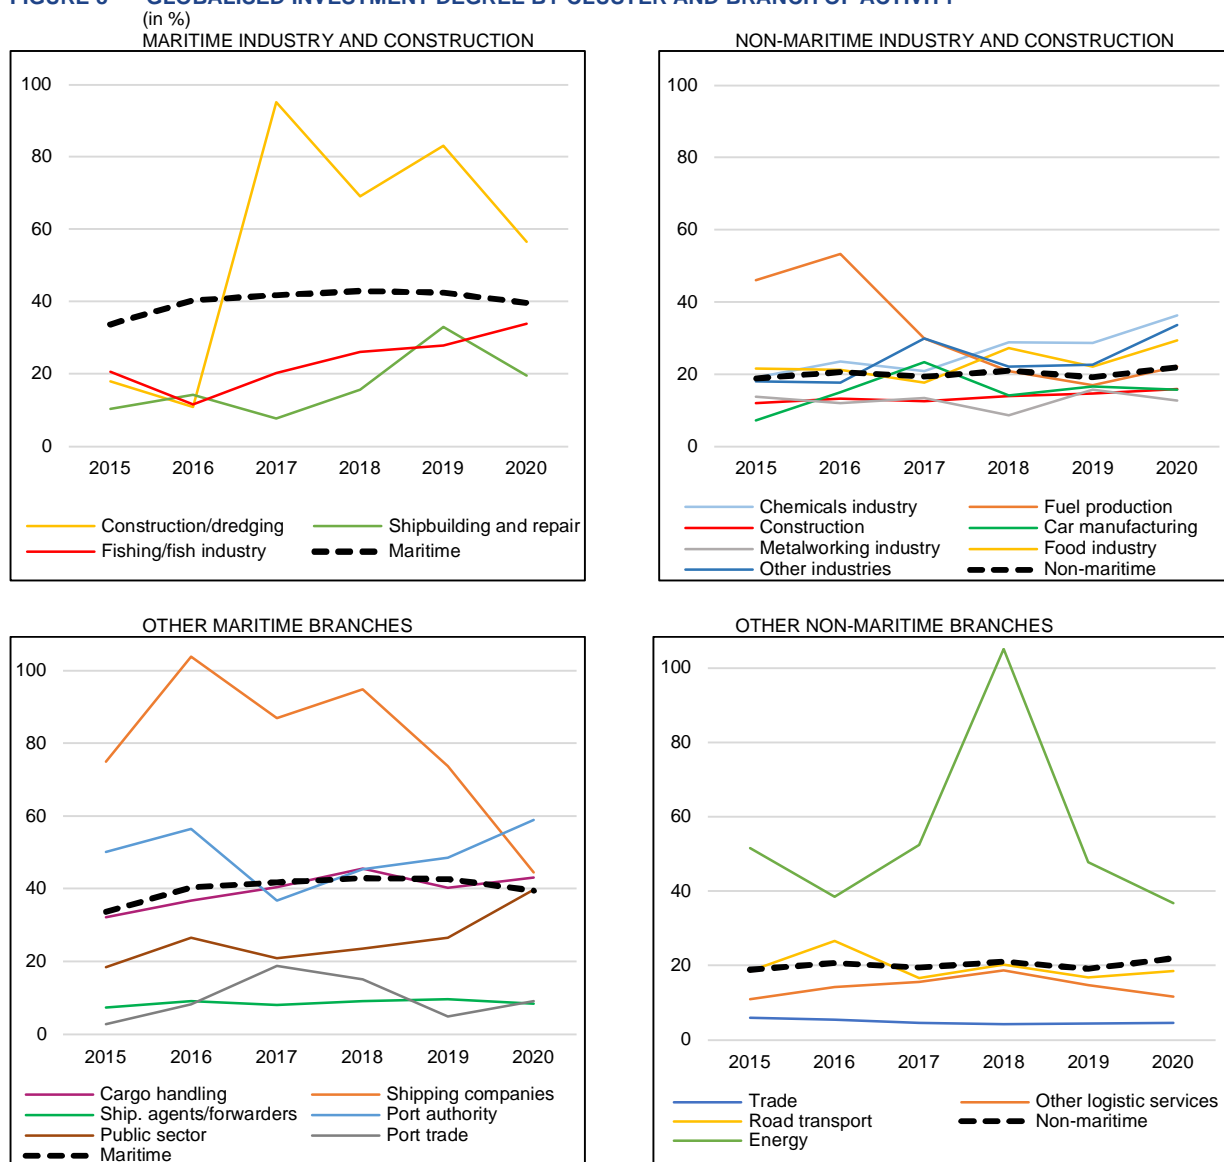 FIGURE GLOBALISED INVESTMENT DEGREE BY CLUSTER AND BRANCH OF ACTIVITY
(in %)
MARITIME INDUSTRY AND CONSTRUCTION
100
80
60
40
20
0
2015 2016 2017 2018 2019 2020
Construction/dredging Shipbuilding and repair
Fishing/fish industry Maritime
NON-MARITIME INDUSTRY AND CONSTRUCTION
100
80
60
40
20
0
2015 2016 2017 2018 2019 2020
Chemicals industry Fuel production
Construction Car manufacturing
Metalworking industry Food industry
Other industries Non-maritime
OTHER MARITIME BRANCHES
100
80
60
40
20
0
2015 2016 2017 2018 2019 2020
Cargo handling Shipping companies
Ship. agents/forwarders Port authority
Public sector Port trade
Maritime
OTHER NON-MARITIME BRANCHES
100
80
60
40
20
0
2015 2016 2017 2018 2019 2020
Trade Other logistic services
Road transport Non-maritime
Energy